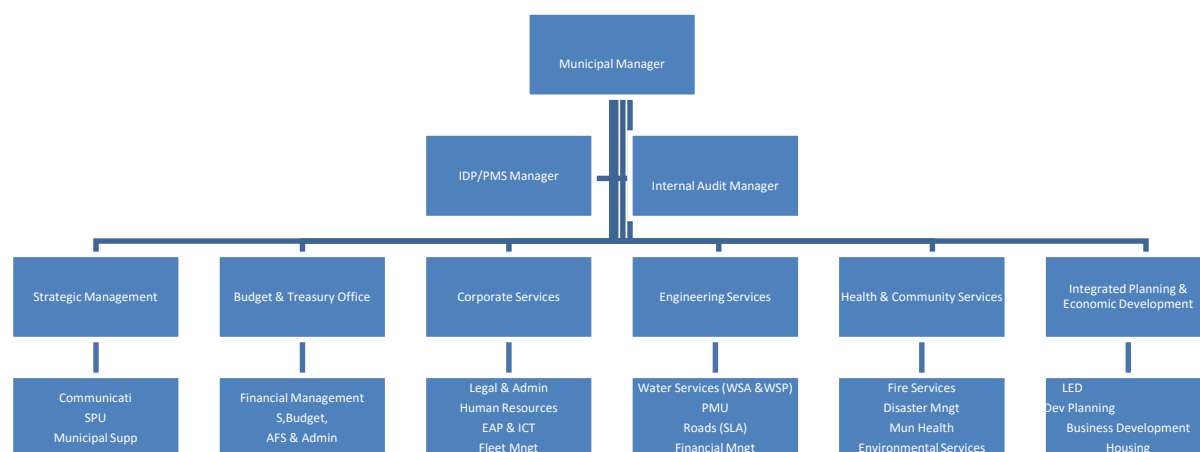 Municipal Manager
IDP/PMS Manager
Internal Audit Manager
Strategic Management
Budget & Treasury Office
Corporate Services
Engineering Services
Health & Community Services
Integrated Planning &
Economic Development
Communicati
SPU
Municipal Supp
Financial Management
S,Budget,
AFS & Admin
Legal & Admin
Human Resources
EAP & ICT
Fleet Mngt
Water Services (WSA &WSP)
PMU
Roads (SLA)
Financial Mngt
Fire Services
Disaster Mngt
Mun Health
Environmental Services
LED
Dev Planning
Business Development
Housing